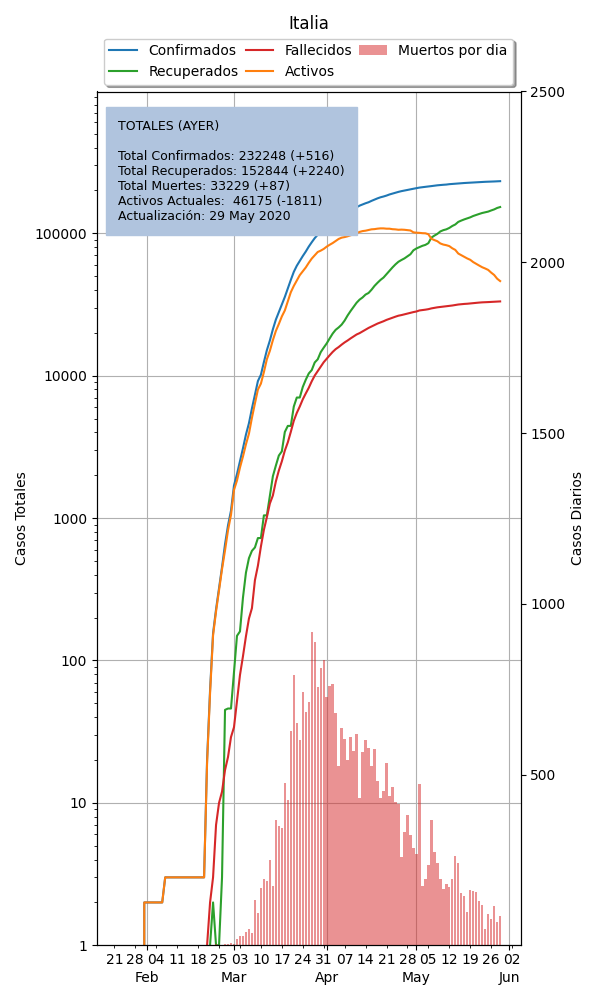 Italia
Confirmados
Recuperados
Fallecidos
Activos
Muertos por dia
TOTALES (AYER)
Total Confirmados: 232248 (+516)
Total Recuperados: 152844 (+2240)
Total Muertes: 33229 (+87)
Activos Actuales:  46175 (-1811)
Actualización: 29 May 2020
Casos Totales
100000
10000
1000
100
10
1
2500
2000
1500
1000
500
Casos Diarios
21 28 04 11 18 25 03 10 17 24 31 07 14 21 28 05 12 19 26 02
Feb Mar Apr May Jun